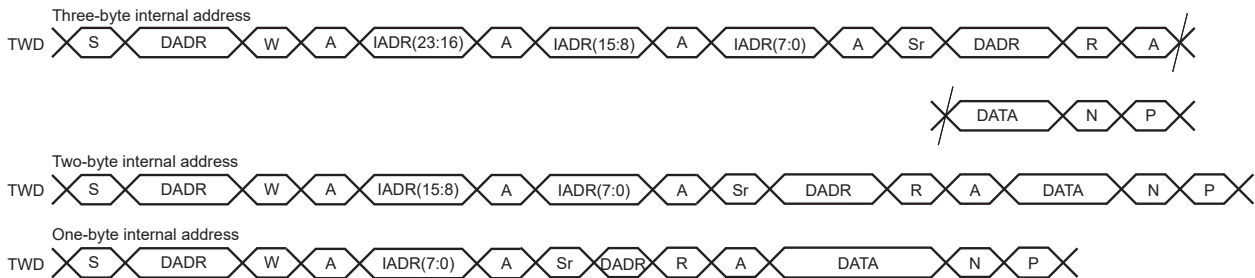 Three-byte internal address
TWD S DADR W A IADR(23:16) A IADR(15:8) A IADR(7:0) A Sr DADR R A
DATA N P
Two-byte internal address
TWD S DADR W A IADR(15:8) A IADR(7:0) A Sr DADR R A DATA N P
One-byte internal address
TWD S DADR W A IADR(7:0) A Sr DADR R A DATA N P